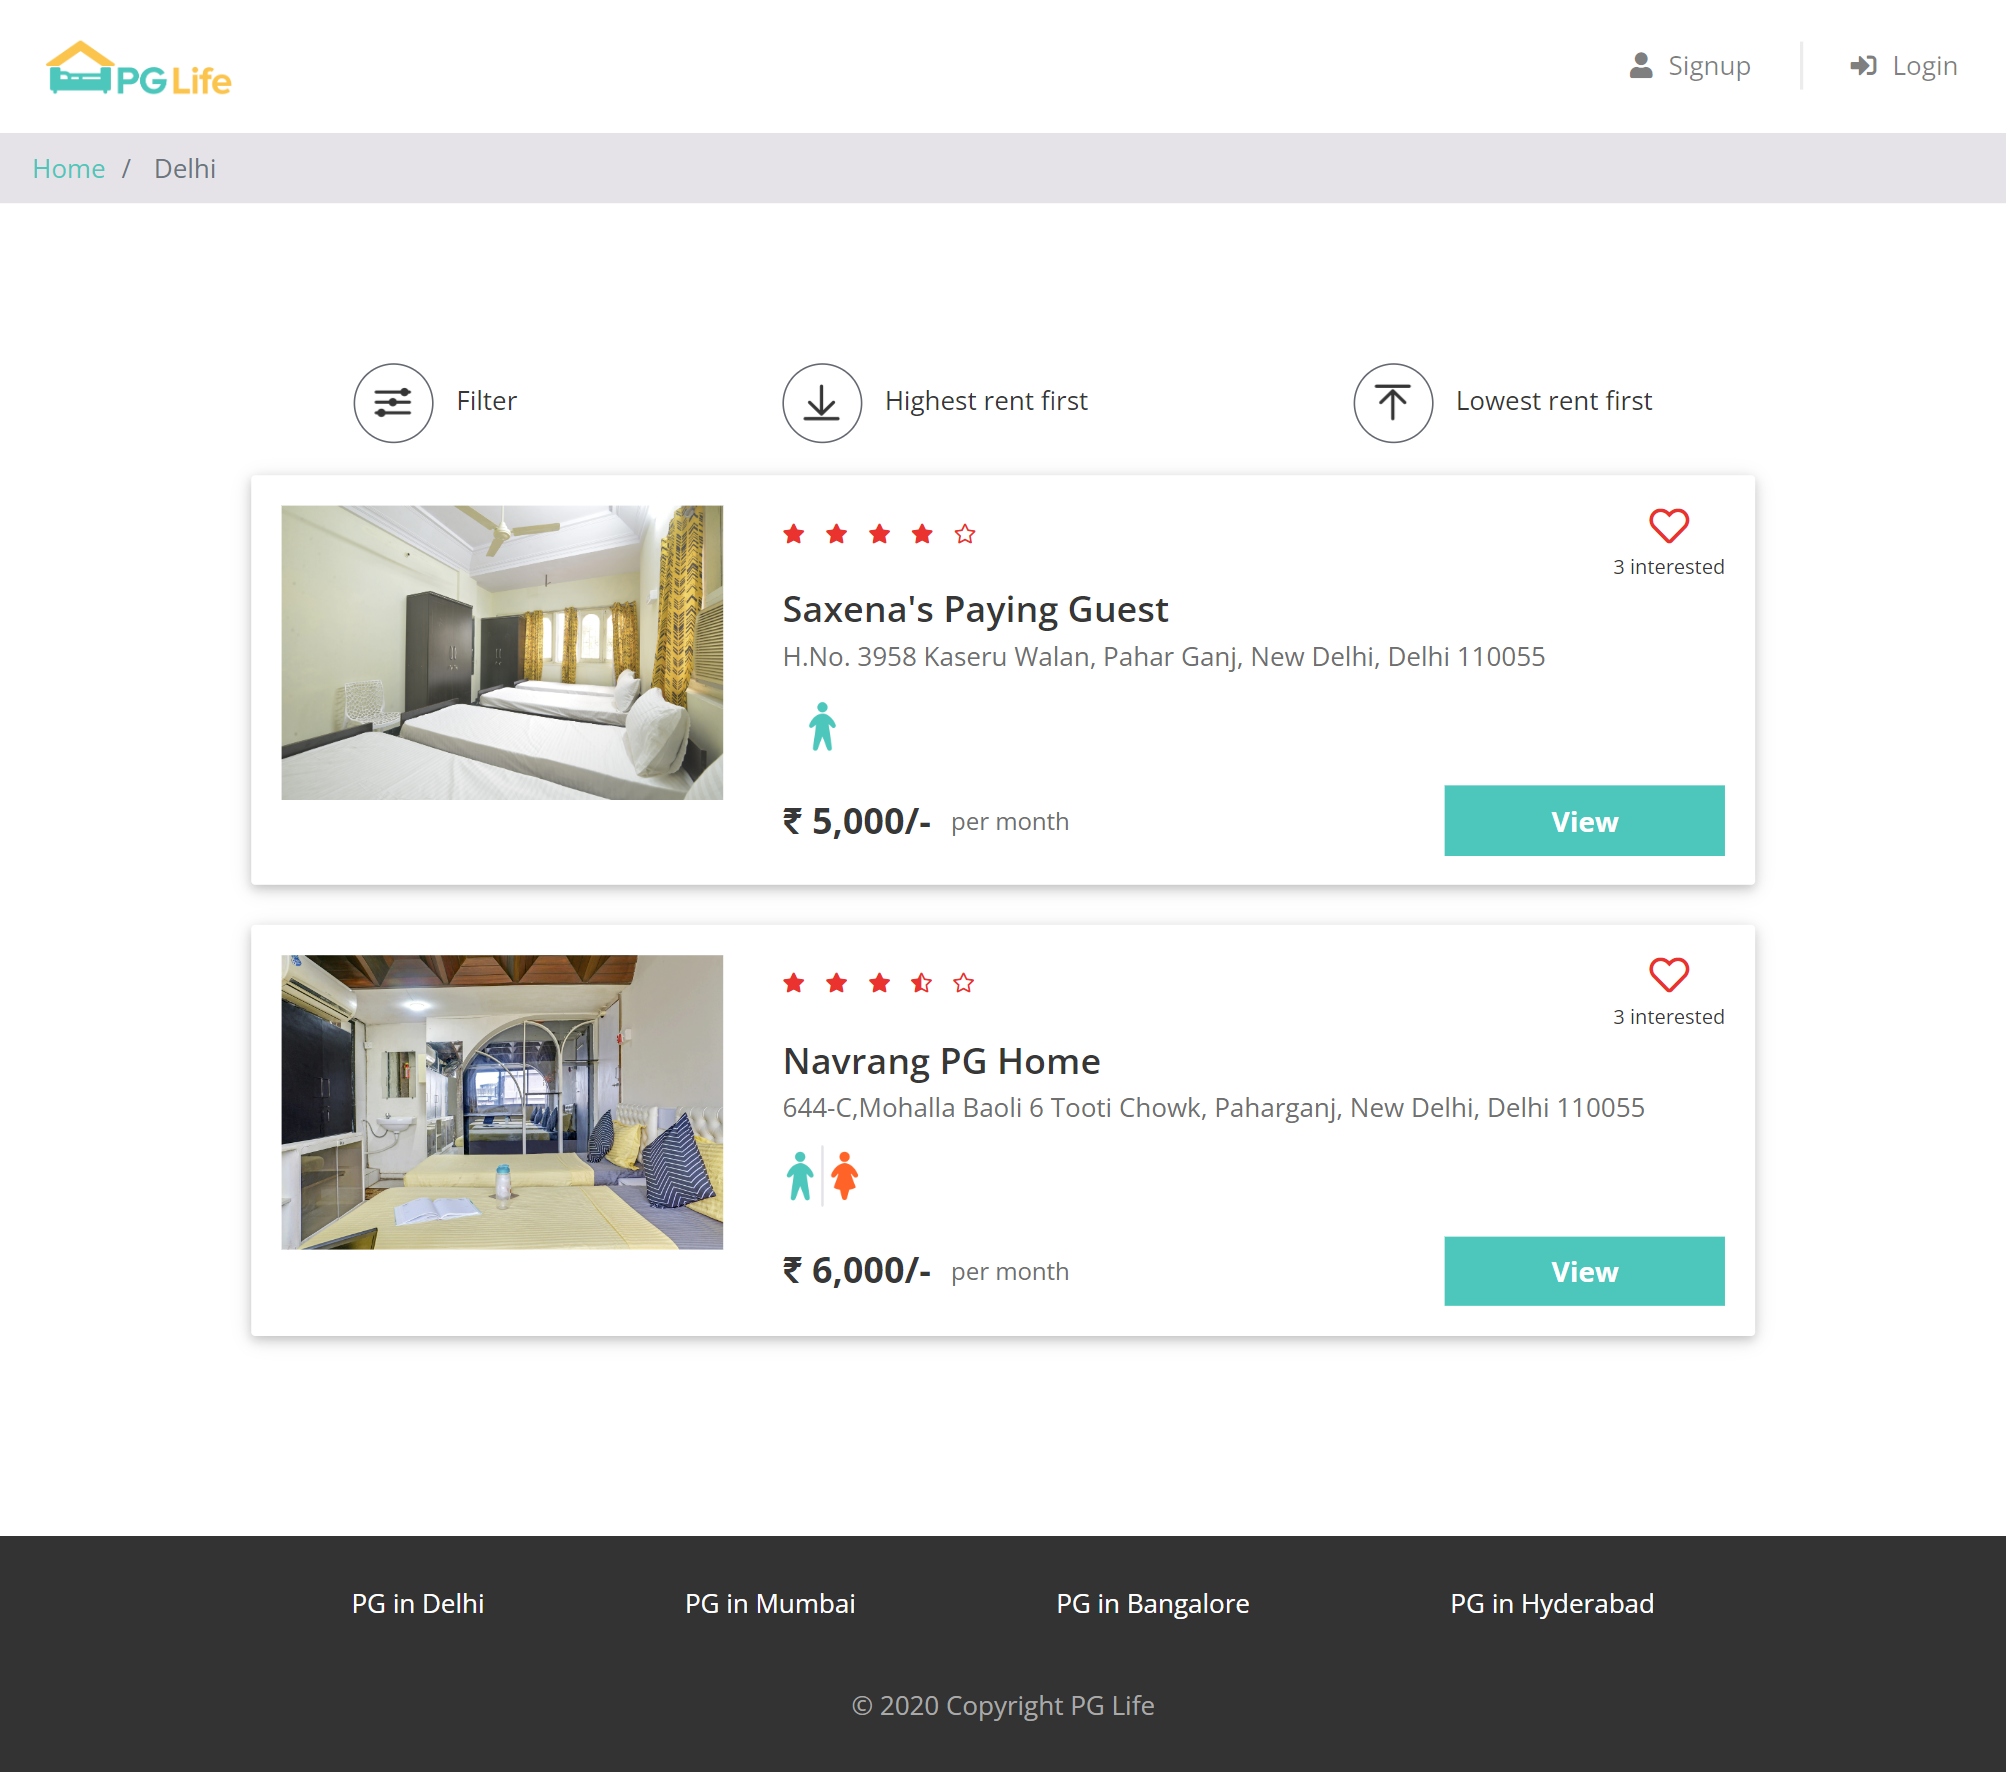 PG Life
Signup
Login
Home / Delhi
Filter
Highest rent first
Lowest rent first
3 interested
Saxena's Paying Guest
H.No. 3958 Kaseru Walan, Pahar Ganj, New Delhi, Delhi 110055
₹ 5,000/- per month
View
3 interested
Navrang PG Home
644-C,Mohalla Baoli 6 Tooti Chowk, Paharganj, New Delhi, Delhi 110055
₹ 6,000/- per month
View
PG in Delhi
PG in Mumbai
PG in Bangalore
PG in Hyderabad
© 2020 Copyright PG Life